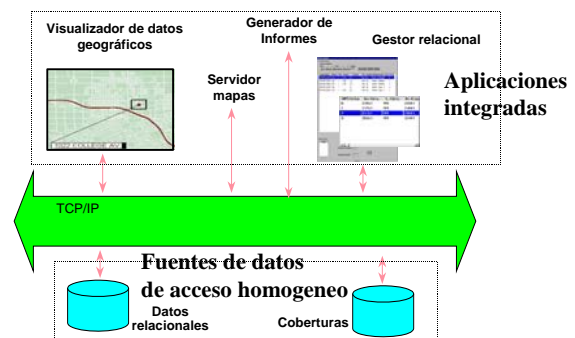 Visualizador de datos
geográficos
Generador de
Informes
Gestor relacional
Servidor
mapas
Aplicaciones
integradas
TCP/IP
Fuentes de datos
de acceso homogeneo
Datos
relacionales
Coberturas